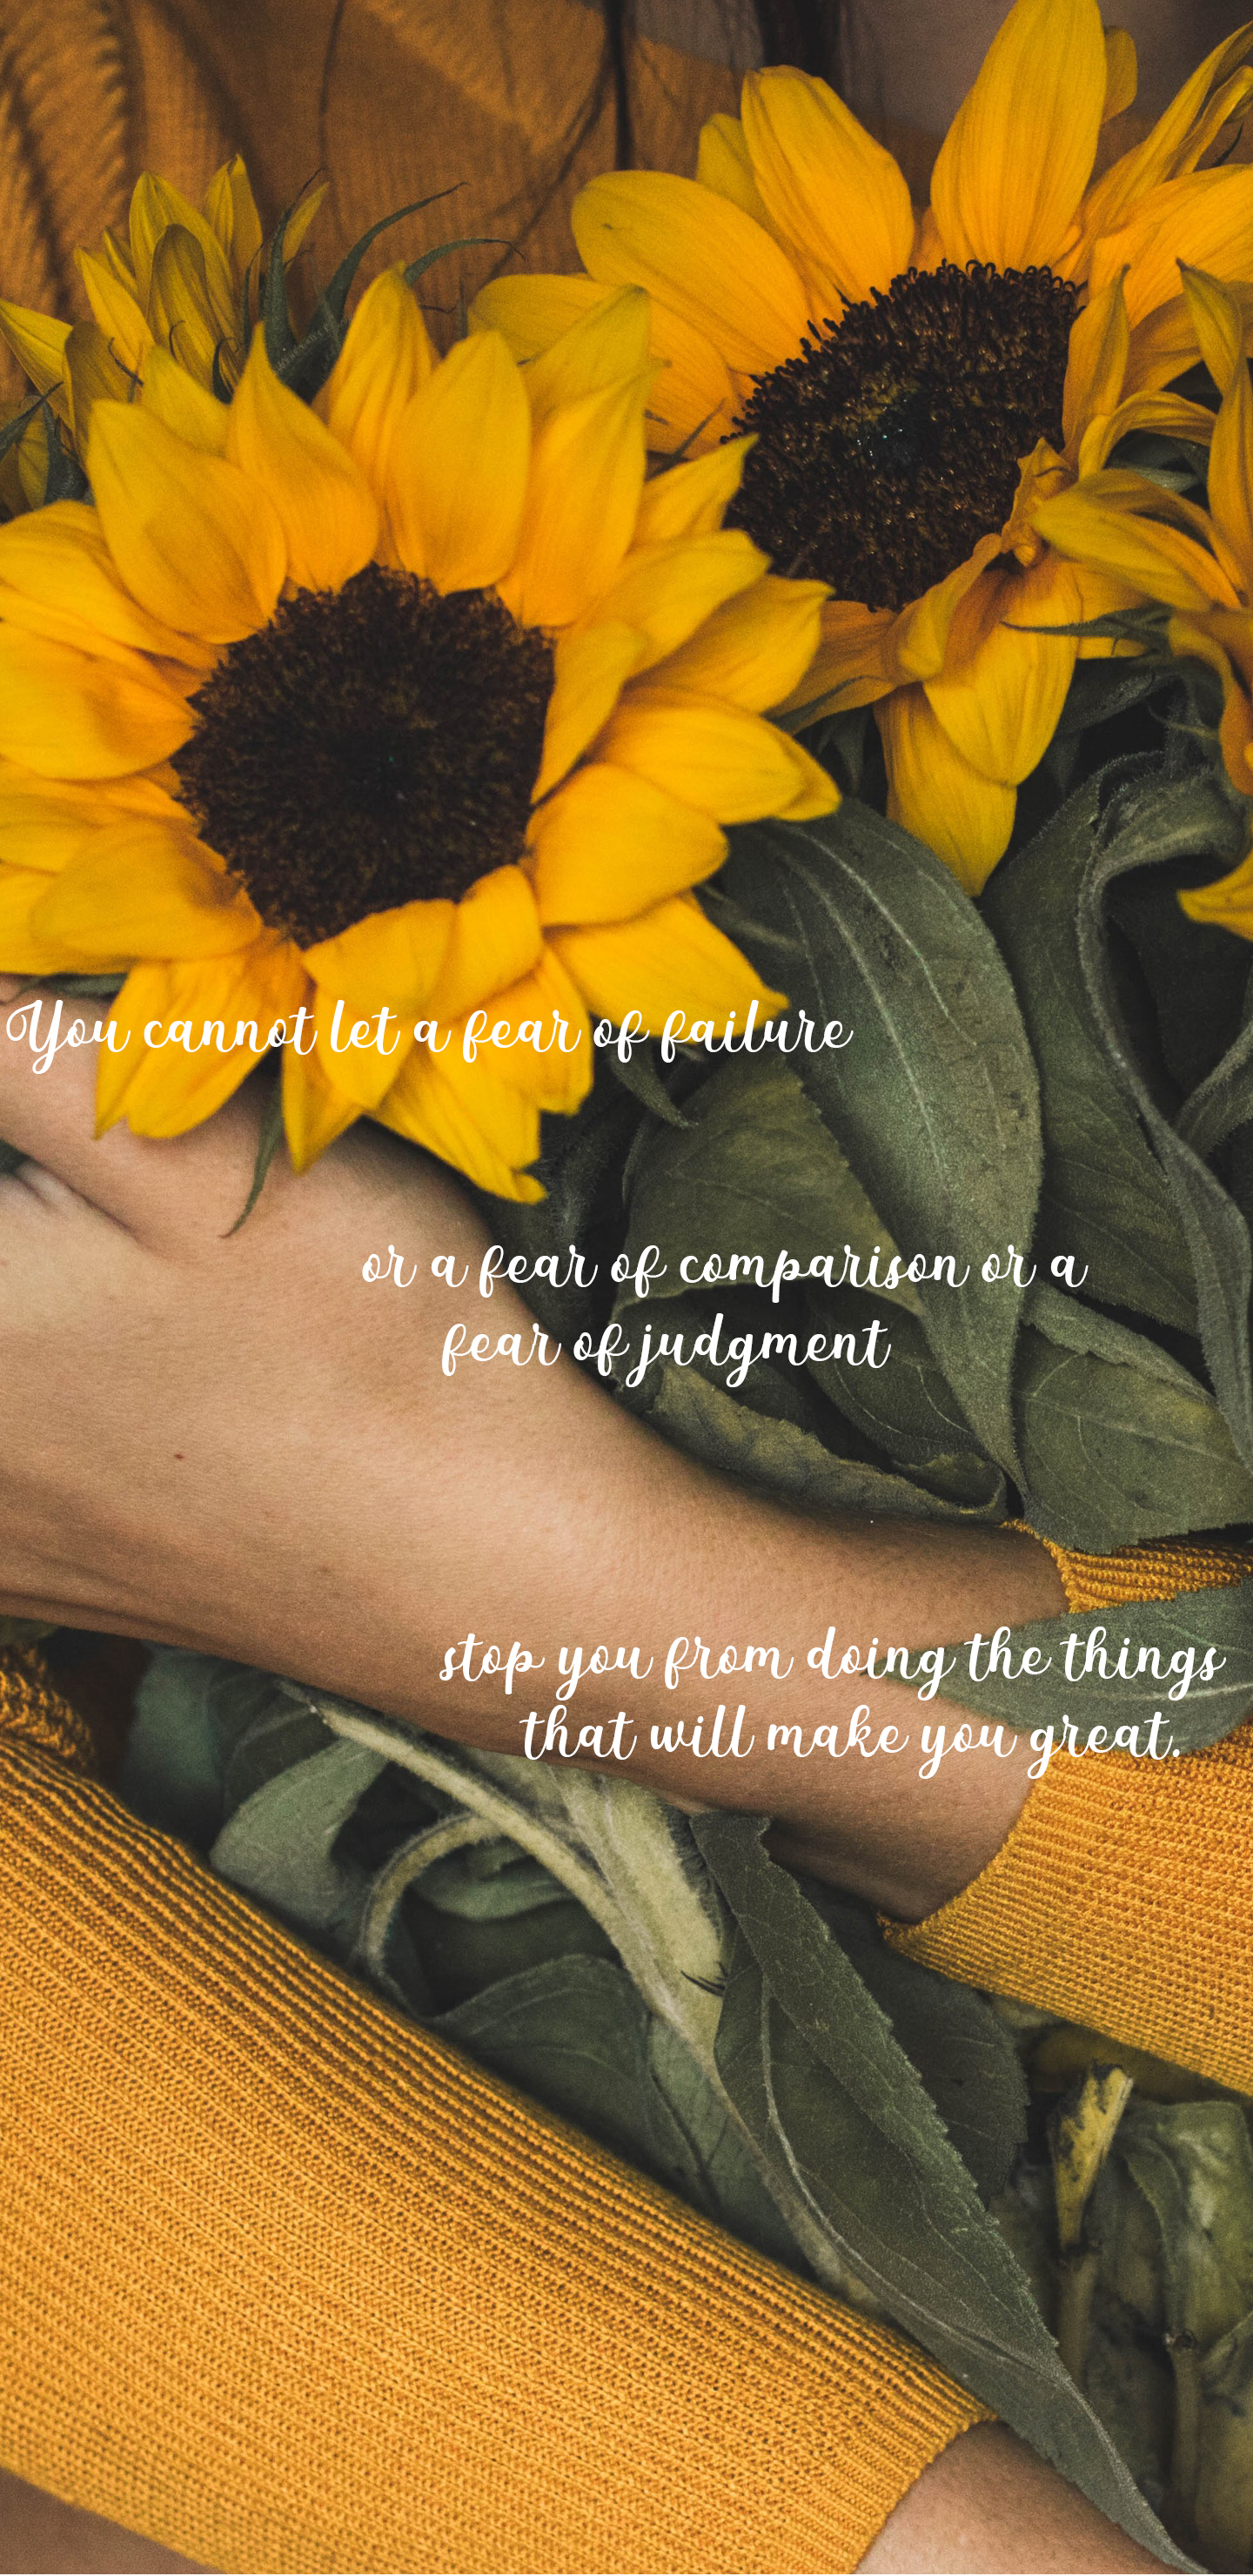 You cannot let a fear of failure
or a fear of comparison or a
fear of judgment
stop you from doing the things
that will make you great.